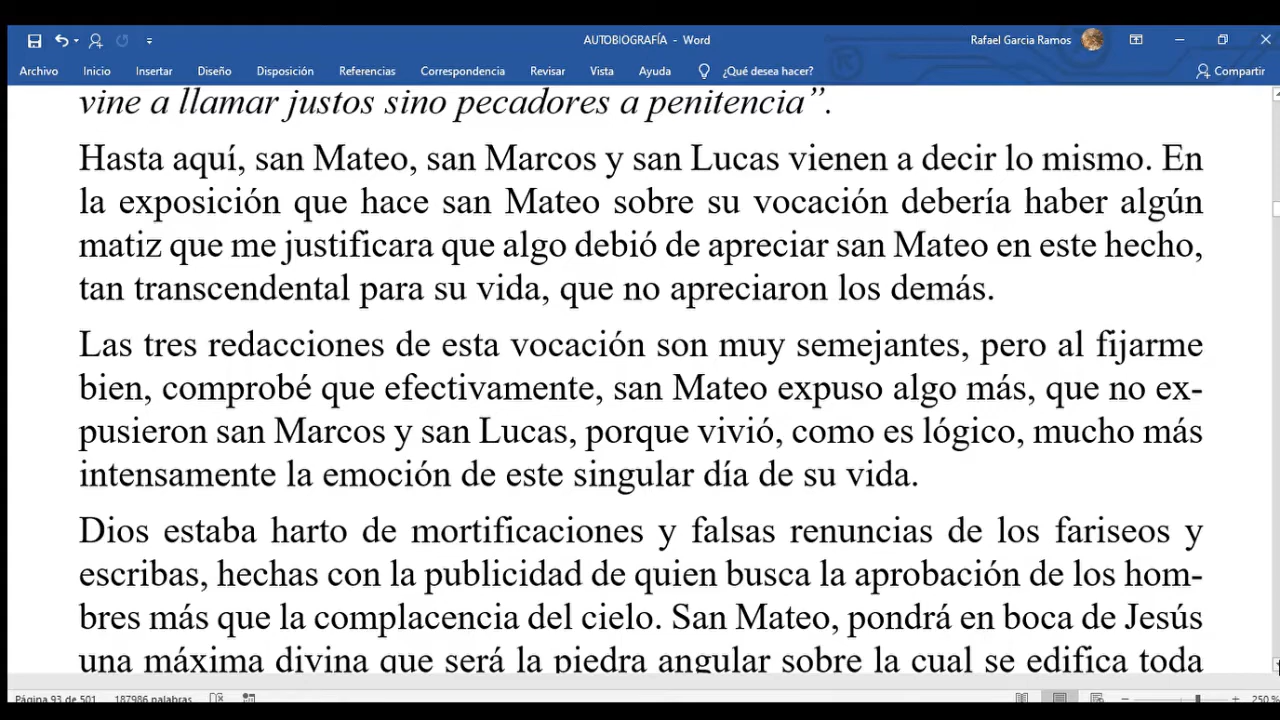 AUTOBIOGRAFÍA - Word
Rafael Garcia Ramos
Archivo Inicio Insertar Diseño Disposición Referencias Correspondencia Revisar Vista Ayuda ¿Qué desea hacer? Compartir
vine a llamar justos sino pecadores a penitencia”.
Hasta aquí, san Mateo, san Marcos y san Lucas vienen a decir lo mismo. En
la exposición que hace san Mateo sobre su vocación debería haber algún
matiz que me justificara que algo debió de apreciar san Mateo en este hecho,
tan transcendental para su vida, que no apreciaron los demás.
Las tres redacciones de esta vocación son muy semejantes, pero al fijarme
bien, comprobé que efectivamente, san Mateo expuso algo más, que no ex-
pusieron san Marcos y san Lucas, porque vivió, como es lógico, mucho más
intensamente la emoción de este singular día de su vida.
Dios estaba harto de mortificaciones y falsas renuncias de los fariseos y
escribas, hechas con la publicidad de quien busca la aprobación de los hom-
bres más que la complacencia del cielo. San Mateo, pondrá en boca de Jesús
una máxima divina que será la piedra angular sobre la cual se edifica toda
Página 93 de 501 187986 palabras 250 %